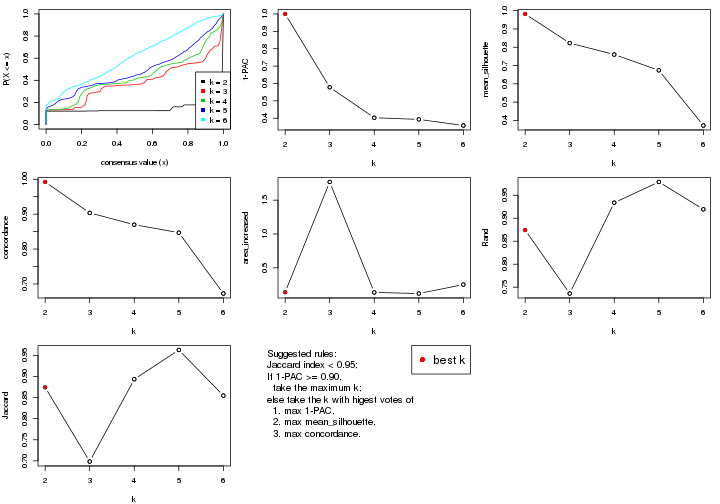 P(X <= x)
1.0
0.8
0.6
0.4
0.2
0.0
k = 2
k = 3
k = 4
k = 5
k = 6
0.0 0.2 0.4 0.6 0.8 1.0
consensus value (x)
1-PAC
1.0
0.9
0.8
0.7
0.6
0.5
0.4
2 3 4 5 6
k
mean_silhouette
1.0
0.9
0.8
0.7
0.6
0.5
0.4
2 3 4 5 6
k
concordance
1.00
0.90
0.80
0.70
2 3 4 5 6
k
area_increased
1.5
1.0
0.5
2 3 4 5 6
k
Rand
0.95
0.90
0.85
0.80
0.75
2 3 4 5 6
k
Jaccard
0.95
0.90
0.85
0.80
0.75
0.70
2 3 4 5 6
k
Suggested rules:
Jaccard index < 0.95;
If 1-PAC >= 0.90,
take the maximum k;
else take the k with higest votes of
1. max 1-PAC,
2. max mean_silhouette,
3. max concordance.
best k